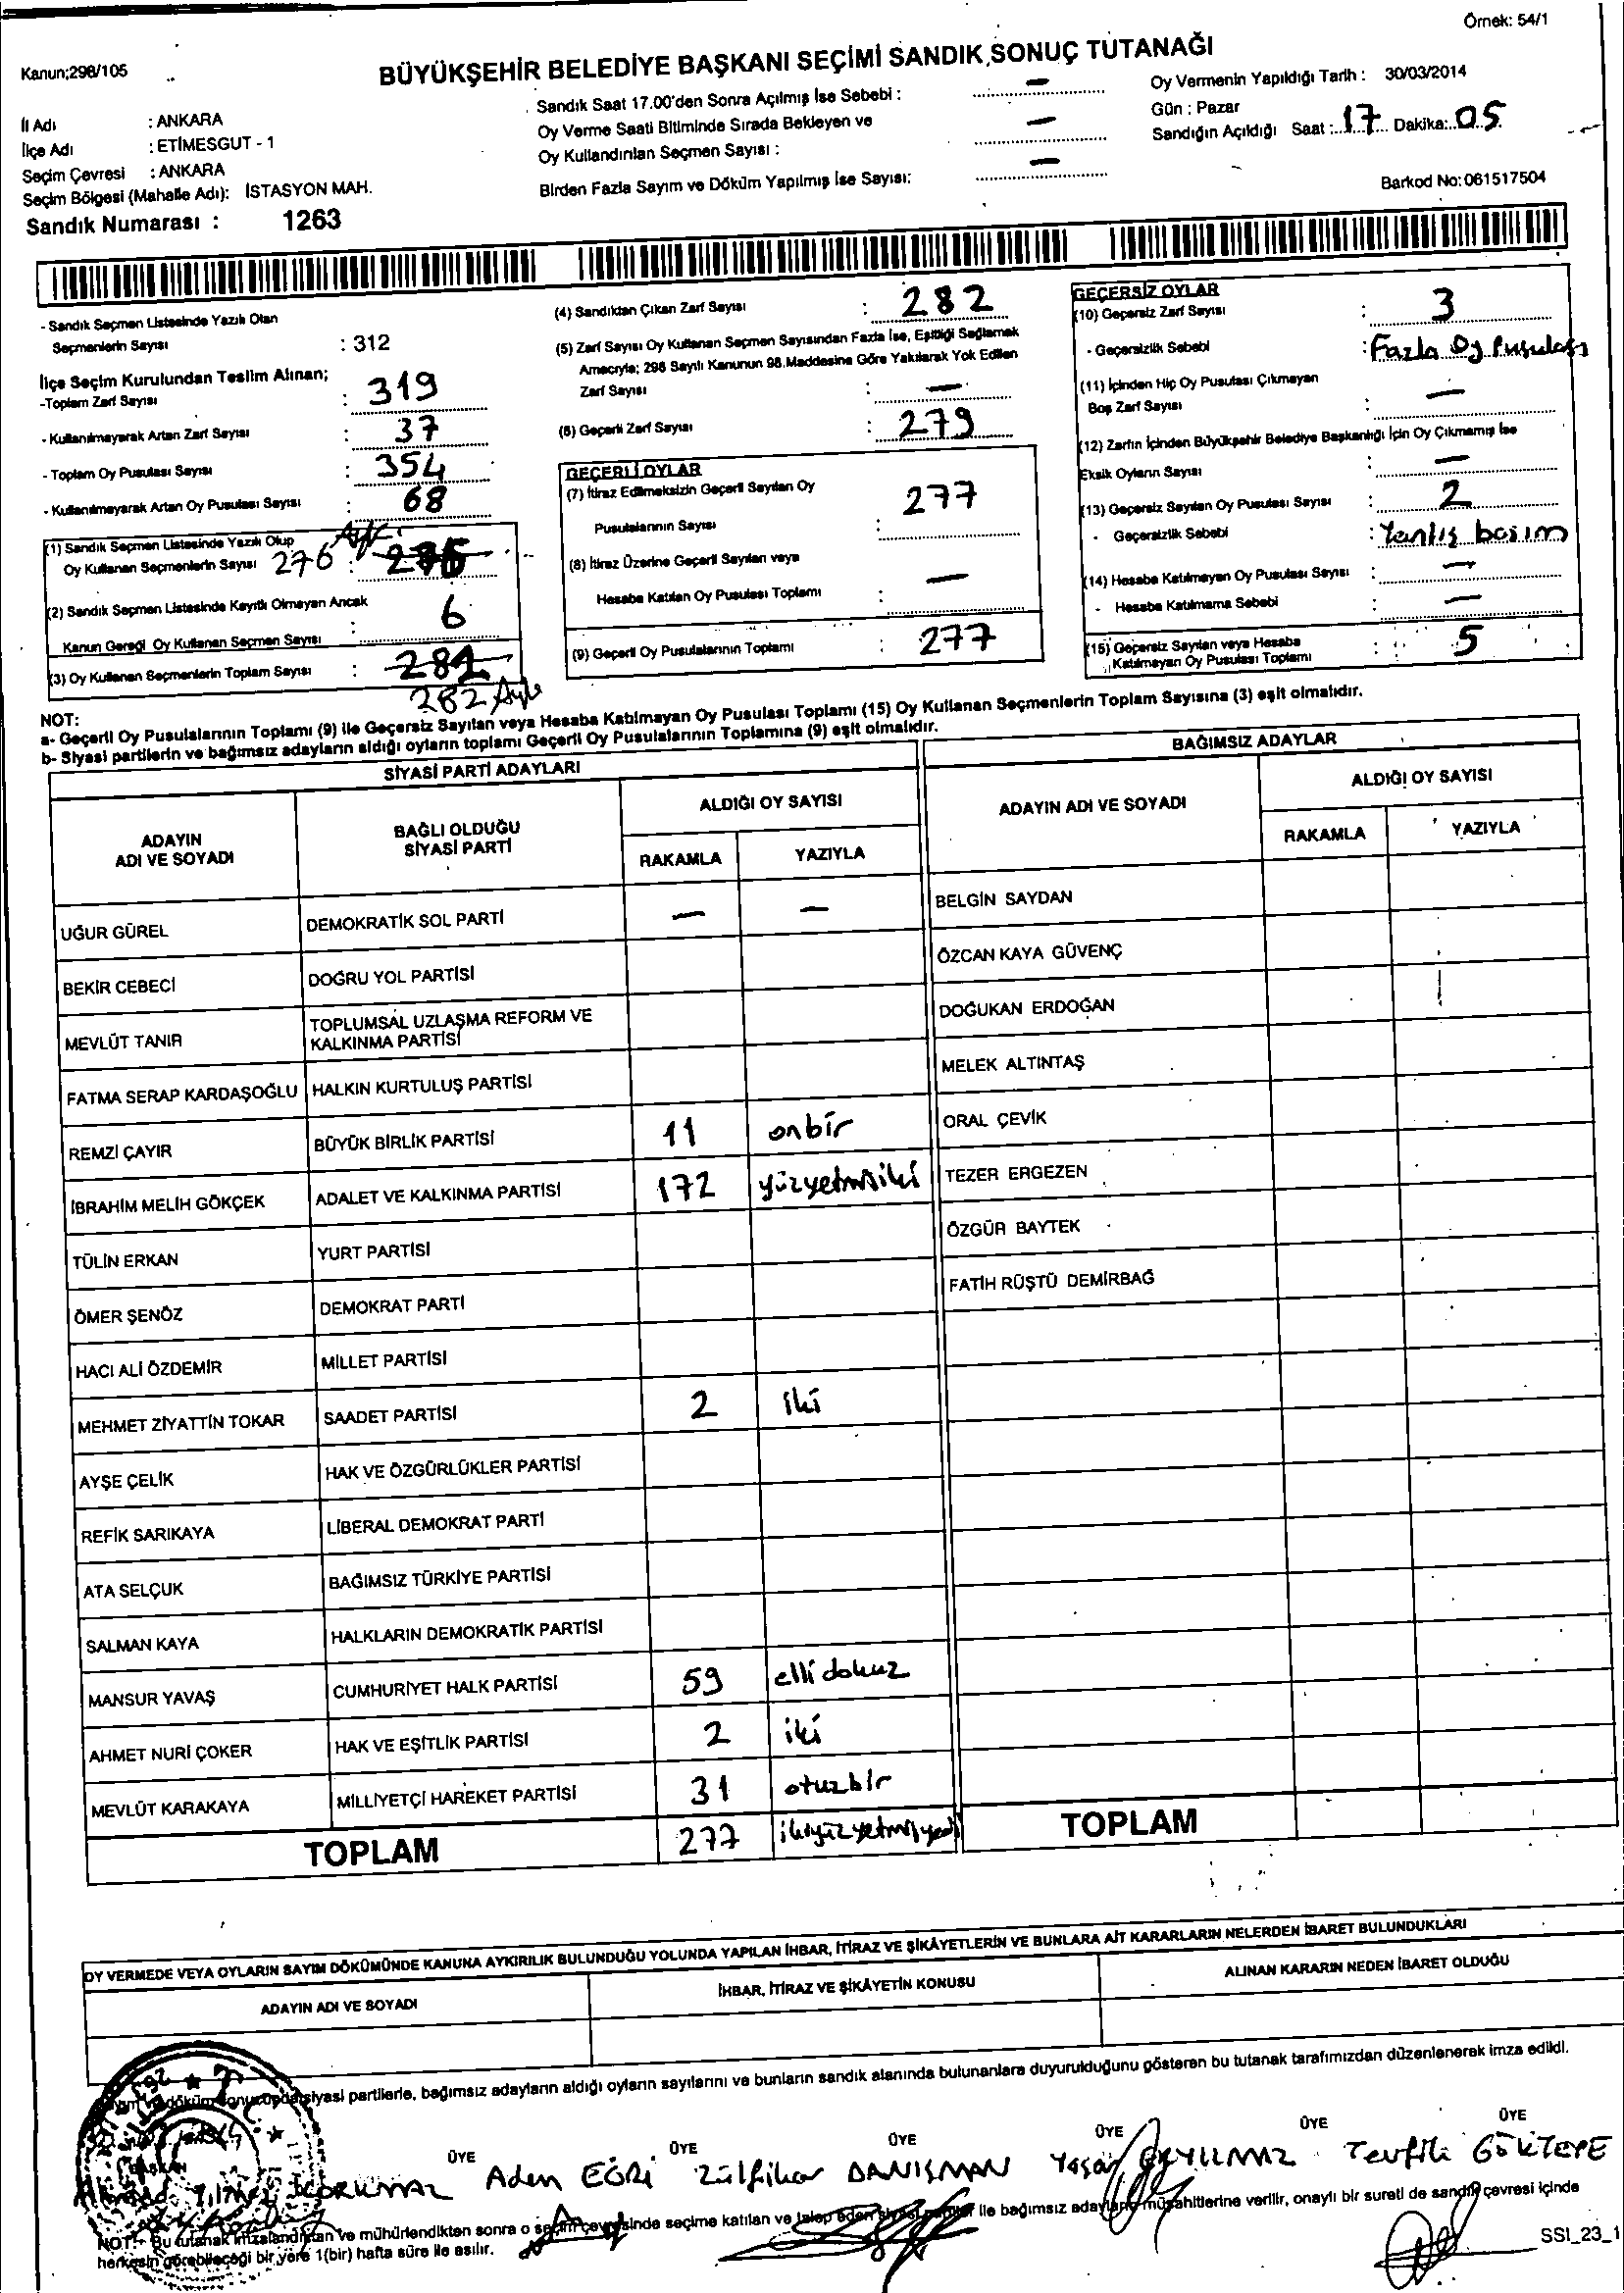 Örnek: 54/1
Kanun;298/105
BÜYÜKŞEHİR BELEDİYE BAŞKANI SEÇİMİ SANDIK SONUÇ TUTANAĞI
İl Adı : ANKARA
İlçe Adı : ETİMESGUT - 1
Seçim Çevresi : ANKARA
Seçim Bölgesi (Mahalle Adı): İSTASYON MAH.
Sandık Numarası : 1263
Sandık Saat 17.00'den Sonra Açılmış İse Sebebi : —
Oy Verme Saati Bitiminde Sırada Bekleyen ve
Oy Kullandırılan Seçmen Sayısı : —
Birden Fazla Sayım ve Döküm Yapılmış İse Sayısı: —
Oy Vermenin Yapıldığı Tarih : 30/03/2014
Gün : Pazar
Sandığın Açıldığı Saat : 17 Dakika: 05
Barkod No: 061517504
- Sandık Seçmen Listesinde Yazılı Olan
Seçmenlerin Sayısı : 312
İlçe Seçim Kurulundan Teslim Alınan;
-Toplam Zarf Sayısı : 319
- Kullanılmayarak Artan Zarf Sayısı : 37
- Toplam Oy Pusulası Sayısı : 354
- Kullanılmayarak Artan Oy Pusulası Sayısı : 68
(1) Sandık Seçmen Listesinde Yazılı Olup
Oy Kullanan Seçmenlerin Sayısı 276 :
(2) Sandık Seçmen Listesinde Kayıtlı Olmayan Ancak
Kanun Gereği Oy Kullanan Seçmen Sayısı : 6
(3) Oy Kullanan Seçmenlerin Toplam Sayısı :
282
(4) Sandıktan Çıkan Zarf Sayısı : 282
(5) Zarf Sayısı Oy Kullanan Seçmen Sayısından Fazla İse, Eşitliği Sağlamak
Amacıyla; 298 Sayılı Kanunun 98.Maddesine Göre Yakılarak Yok Edilen
Zarf Sayısı : —
(6) Geçerli Zarf Sayısı : 279
GEÇERLİ OYLAR
(7) İtiraz Edilmeksizin Geçerli Sayılan Oy
Pusulalarının Sayısı : 277
(8) İtiraz Üzerine Geçerli Sayılan veya
Hesaba Katılan Oy Pusulası Toplamı : —
(9) Geçerli Oy Pusulalarının Toplamı : 277
GEÇERSİZ OYLAR
(10) Geçersiz Zarf Sayısı : 3
- Geçersizlik Sebebi : Fazla Oy Pusulası
(11) İçinden Hiç Oy Pusulası Çıkmayan
Boş Zarf Sayısı : —
(12) Zarfın İçinden Büyükşehir Belediye Başkanlığı İçin Oy Çıkmamış İse
Eksik Oyların Sayısı : —
(13) Geçersiz Sayılan Oy Pusulası Sayısı : 2
- Geçersizlik Sebebi : Yanlış basım
(14) Hesaba Katılmayan Oy Pusulası Sayısı : —
- Hesaba Katılmama Sebebi : —
(15) Geçersiz Sayılan veya Hesaba
Katılmayan Oy Pusulası Toplamı : 5
NOT:
a- Geçerli Oy Pusulalarının Toplamı (9) ile Geçersiz Sayılan veya Hesaba Katılmayan Oy Pusulası Toplamı (15) Oy Kullanan Seçmenlerin Toplam Sayısına (3) eşit olmalıdır.
b- Siyasi partilerin ve bağımsız adayların aldığı oyların toplamı Geçerli Oy Pusulalarının Toplamına (9) eşit olmalıdır.
SİYASİ PARTİ ADAYLARI
ADAYIN ADI VE SOYADI
BAĞLI OLDUĞU SİYASİ PARTİ
ALDIĞI OY SAYISI
RAKAMLA YAZIYLA
UĞUR GÜREL DEMOKRATİK SOL PARTİ — —
BEKİR CEBECİ DOĞRU YOL PARTİSİ
MEVLÜT TANIR TOPLUMSAL UZLAŞMA REFORM VE KALKINMA PARTİSİ
FATMA SERAP KARDAŞOĞLU HALKIN KURTULUŞ PARTİSİ
REMZİ ÇAYIR BÜYÜK BİRLİK PARTİSİ 11 onbir
İBRAHİM MELİH GÖKÇEK ADALET VE KALKINMA PARTİSİ 172 yüzyetmişiki
TÜLİN ERKAN YURT PARTİSİ
ÖMER ŞENÖZ DEMOKRAT PARTİ
HACI ALİ ÖZDEMİR MİLLET PARTİSİ
MEHMET ZİYATTİN TOKAR SAADET PARTİSİ 2 iki
AYŞE ÇELİK HAK VE ÖZGÜRLÜKLER PARTİSİ
REFİK SARIKAYA LİBERAL DEMOKRAT PARTİ
ATA SELÇUK BAĞIMSIZ TÜRKİYE PARTİSİ
SALMAN KAYA HALKLARIN DEMOKRATİK PARTİSİ
MANSUR YAVAŞ CUMHURİYET HALK PARTİSİ 59 elli dokuz
AHMET NURİ ÇOKER HAK VE EŞİTLİK PARTİSİ 2 iki
MEVLÜT KARAKAYA MİLLİYETÇİ HAREKET PARTİSİ 31 otuzbir
TOPLAM 277 ikiyüzyetmişyedi
BAĞIMSIZ ADAYLAR
ADAYIN ADI VE SOYADI
ALDIĞI OY SAYISI
RAKAMLA YAZIYLA
BELGİN SAYDAN
ÖZCAN KAYA GÜVENÇ
DOĞUKAN ERDOĞAN
MELEK ALTINTAŞ
ORAL ÇEVİK
TEZER ERGEZEN
ÖZGÜR BAYTEK
FATİH RÜŞTÜ DEMİRBAĞ
TOPLAM
OY VERMEDE VEYA OYLARIN SAYIM DÖKÜMÜNDE KANUNA AYKIRILIK BULUNDUĞU YOLUNDA YAPILAN İHBAR, İTİRAZ VE ŞİKÂYETLERİN VE BUNLARA AİT KARARLARIN NELERDEN İBARET BULUNDUKLARI
ADAYIN ADI VE SOYADI
İHBAR, İTİRAZ VE ŞİKÂYETİN KONUSU
ALINAN KARARIN NEDEN İBARET OLDUĞU
siyasi partilerle, bağımsız adayların aldığı oyların sayılarını ve bunların sandık alanında bulunanlara duyurulduğunu gösteren bu tutanak tarafımızdan düzenlenerek imza edildi.
ÜYE ÜYE ÜYE ÜYE ÜYE ÜYE
KORKMAZ Adem EĞRİ Zülfikar DANIŞMAN Yaşar Tevfik GÖKTEPE
NOT:- Bu tutanak imzalandıktan ve mühürlendikten sonra o seçim çevresinde seçime katılan ve talep eden siyasi partiler ile bağımsız adayların müşahitlerine verilir, onaylı bir sureti de sandık çevresi içinde
herkesin görebileceği bir yere 1(bir) hafta süre ile asılır.
SSI_23_1